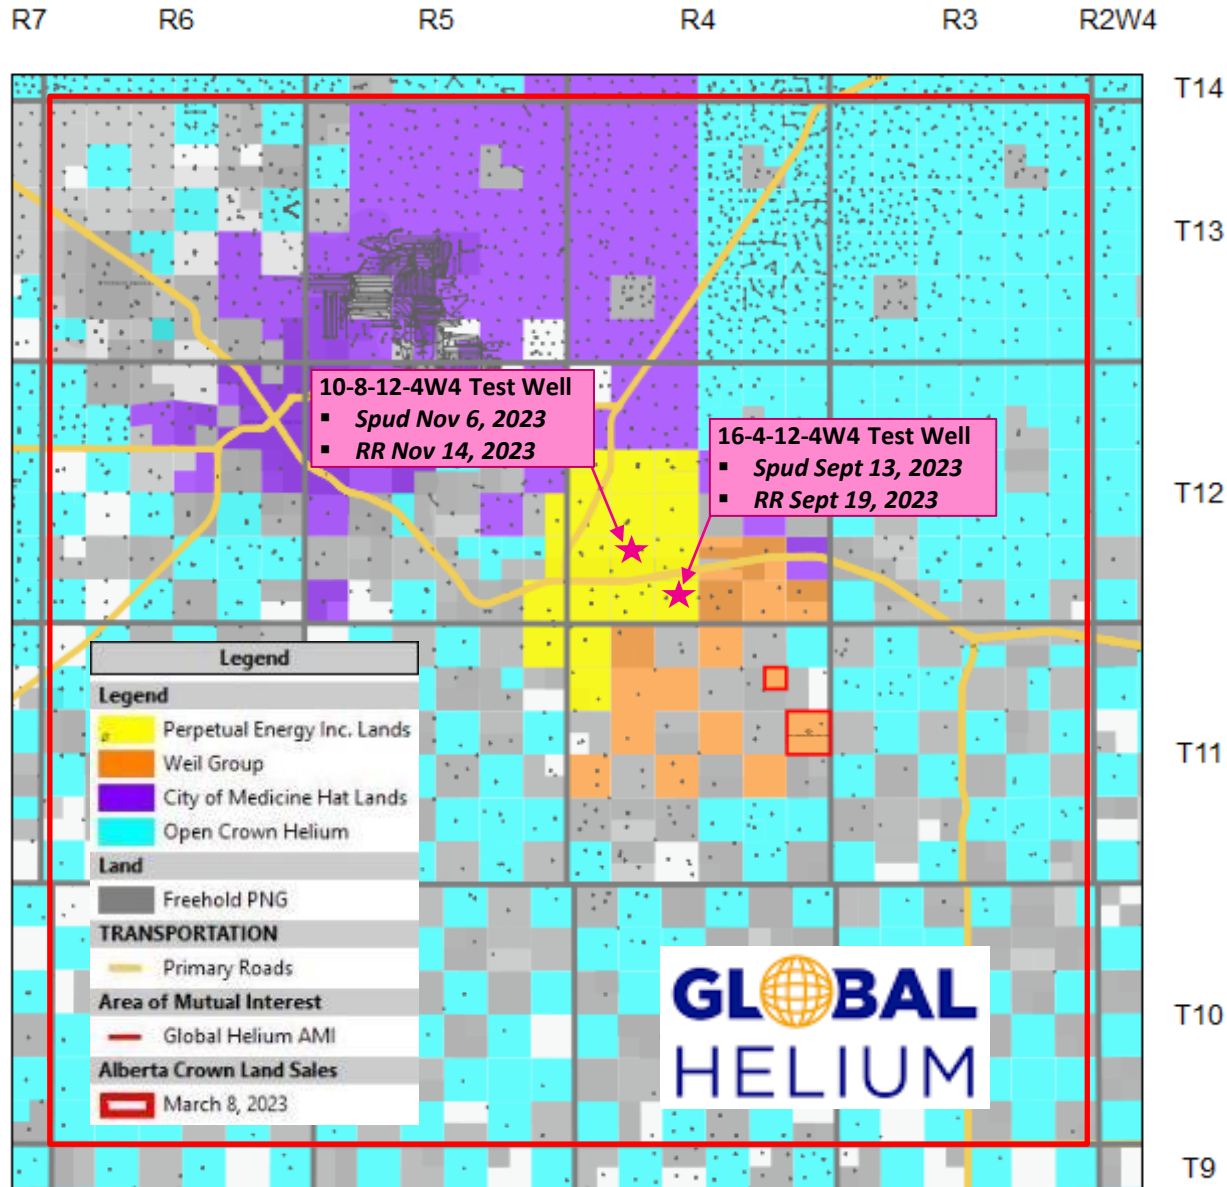 R7 R6 R5 R4 R3 R2W4
T14
T13
10-8-12-4W4 Test Well
▪ Spud Nov 6, 2023
▪ RR Nov 14, 2023
16-4-12-4W4 Test Well
▪ Spud Sept 13, 2023
▪ RR Sept 19, 2023
T12
Legend
Legend
Perpetual Energy Inc. Lands
Weil Group
City of Medicine Hat Lands
Open Crown Helium
Land
Freehold PNG
TRANSPORTATION
Primary Roads
Area of Mutual Interest
Global Helium AMI
Alberta Crown Land Sales
March 8, 2023
T11
GLOBAL
HELIUM
T10
T9